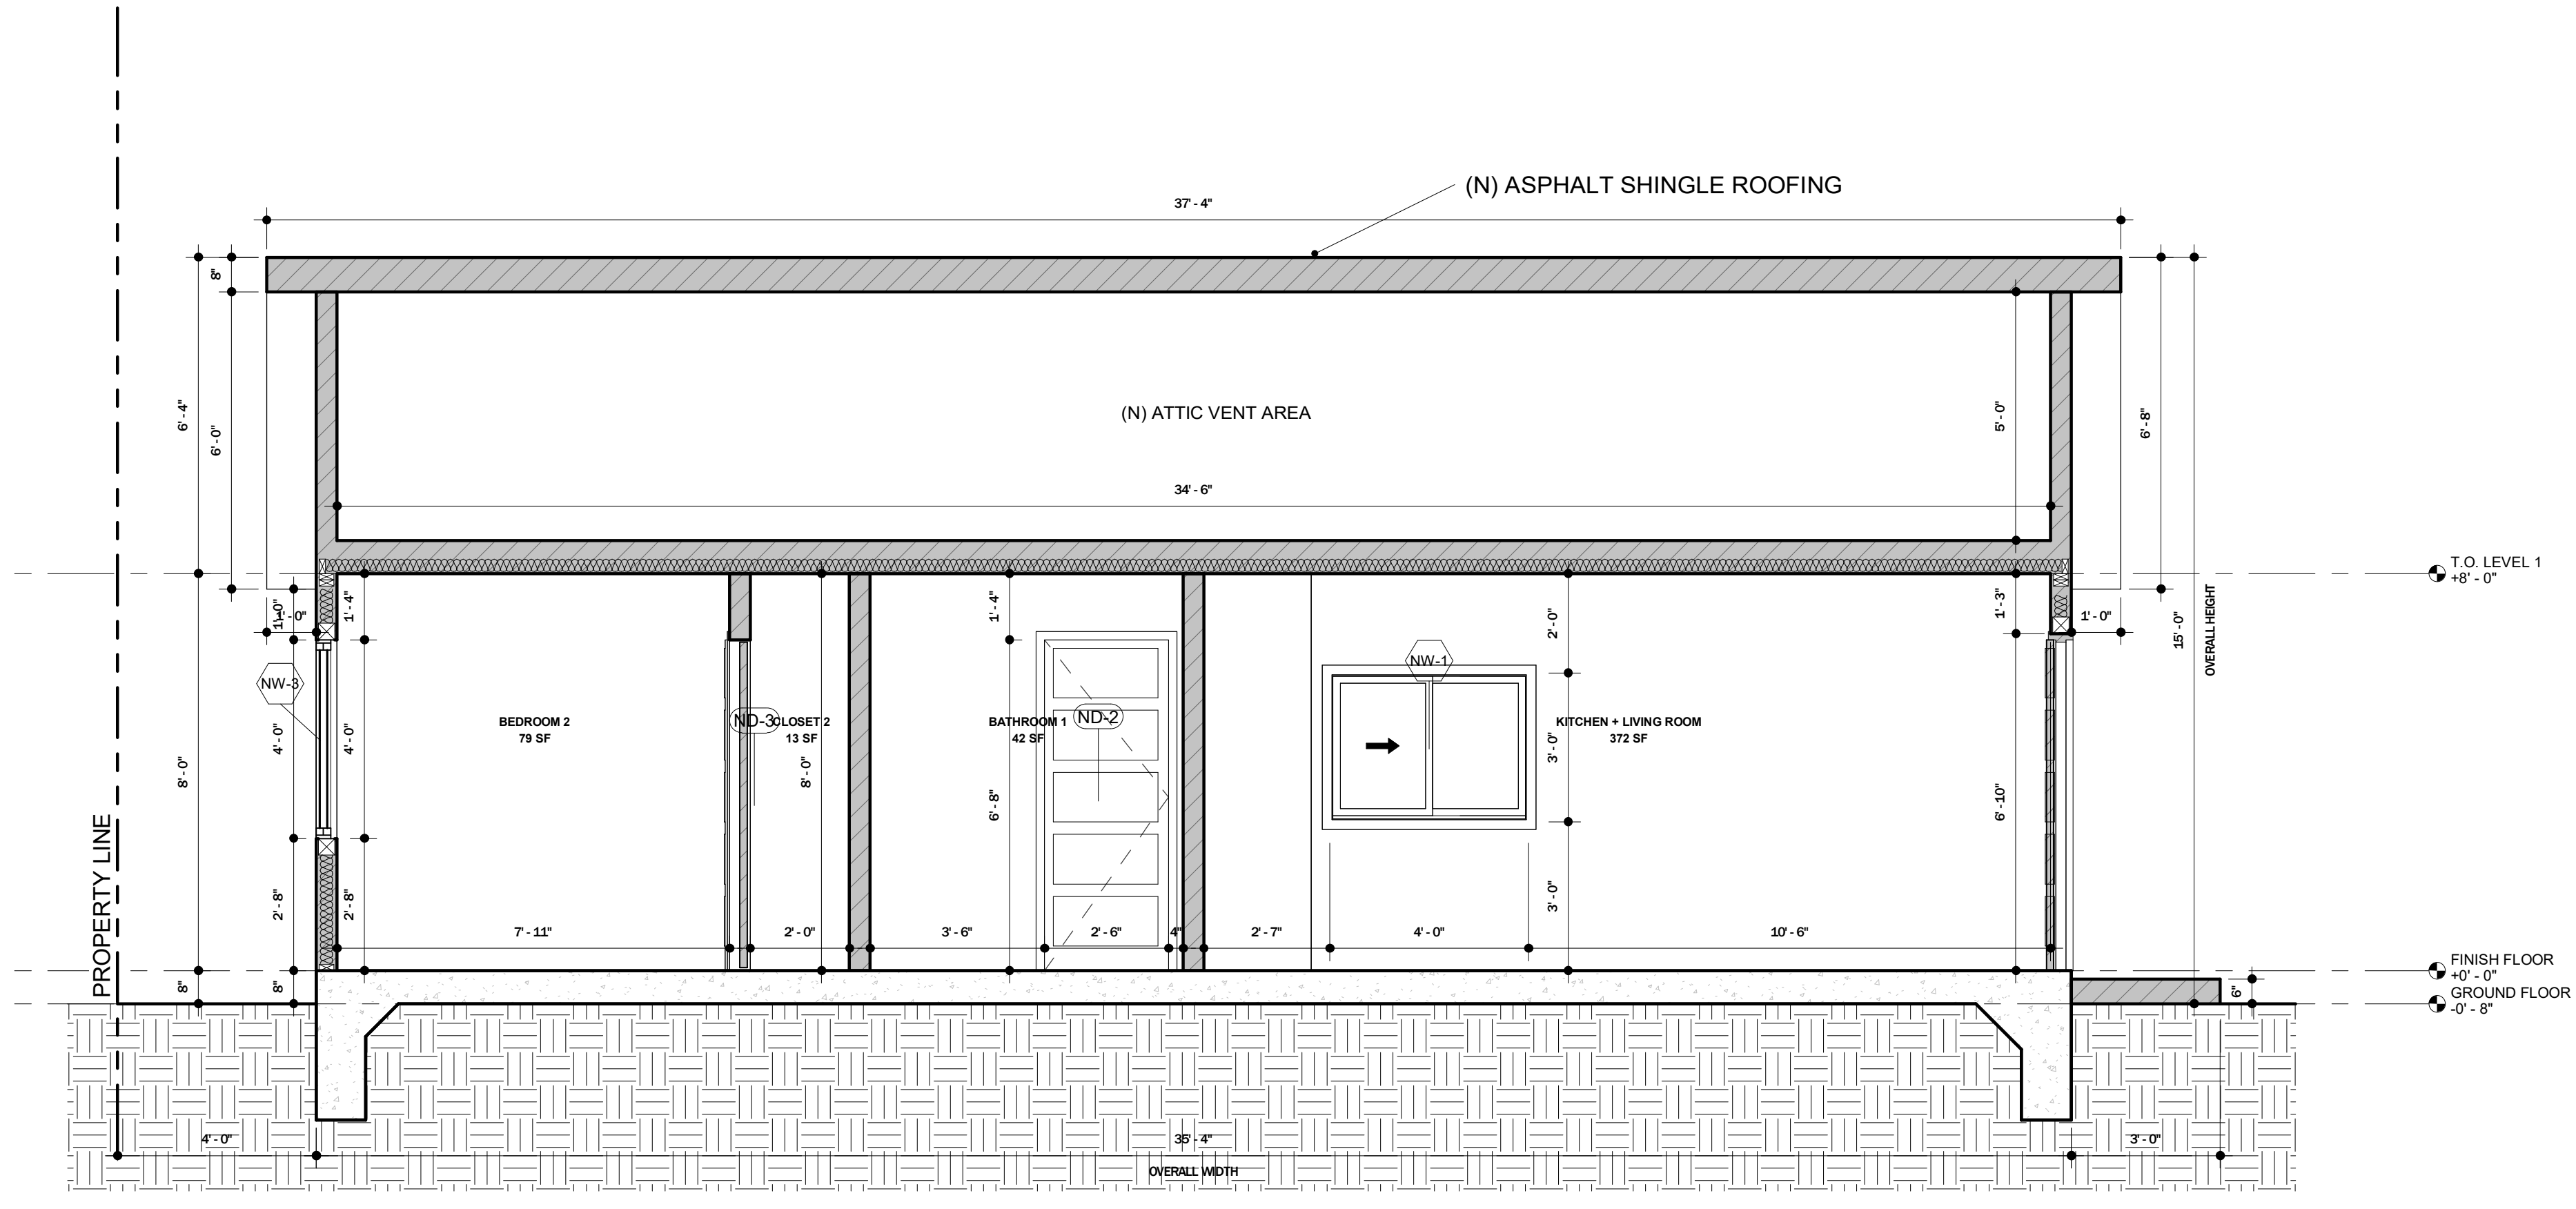 (N) ASPHALT SHINGLE ROOFING
37' - 4"
8"
6' - 4"
6' - 0"
(N) ATTIC VENT AREA
5' - 0"
6' - 8"
34' - 6"
T.O. LEVEL 1
+8' - 0"
1' - 0"
1' - 0"
1' - 4"
1' - 4"
2' - 0"
1' - 3"
1' - 0"
15' - 0"
OVERALL HEIGHT
NW-3
NW-1
BEDROOM 2
79 SF
ND-3
CLOSET 2
13 SF
BATHROOM 1
42 SF
ND-2
KITCHEN + LIVING ROOM
372 SF
8' - 0"
4' - 0"
4' - 0"
8' - 0"
6' - 8"
3' - 0"
6' - 10"
PROPERTY LINE
2' - 8"
2' - 8"
3' - 0"
7' - 11"
2' - 0"
3' - 6"
2' - 6"
4"
2' - 7"
4' - 0"
10' - 6"
FINISH FLOOR
+0' - 0"
8"
8"
6"
GROUND FLOOR
-0' - 8"
4' - 0"
35' - 4"
3' - 0"
OVERALL WIDTH